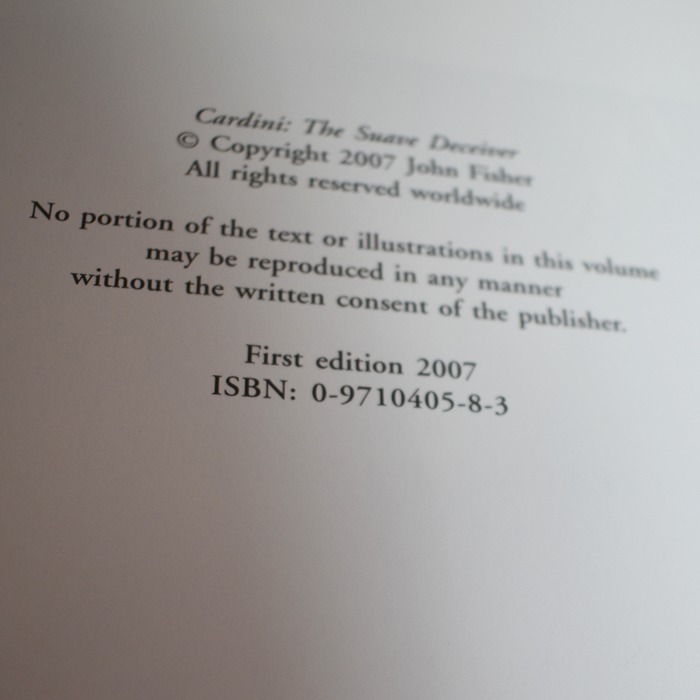 Cardini: The Suave Deceiver
© Copyright 2007 John Fisher
All rights reserved worldwide
No portion of the text or illustrations in this volume
may be reproduced in any manner
without the written consent of the publisher.
First edition 2007
ISBN: 0-9710405-8-3